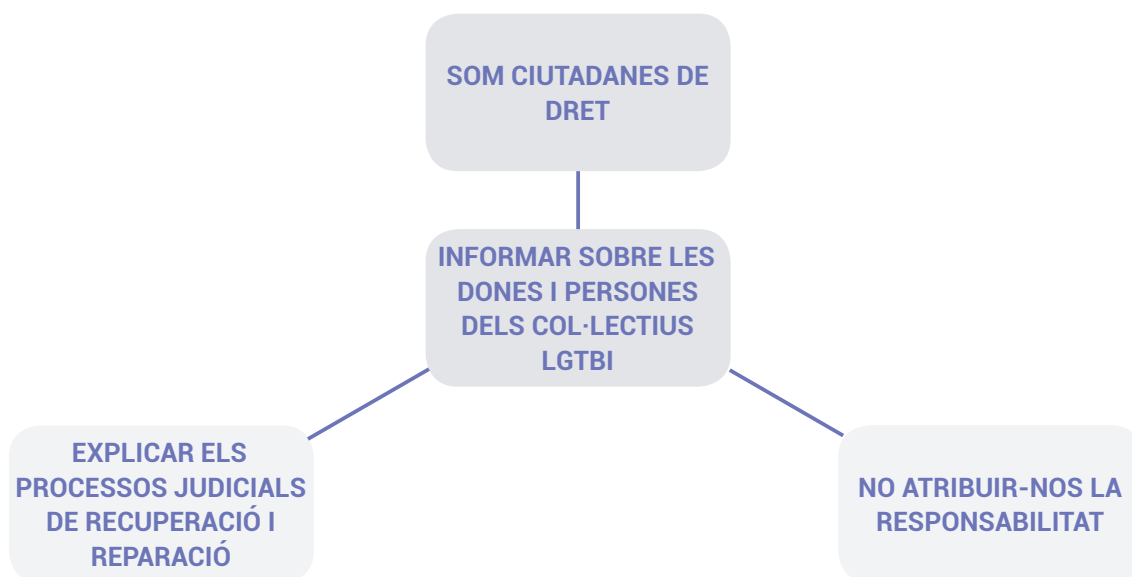 SOM CIUTADANES DE
DRET
INFORMAR SOBRE LES
DONES I PERSONES
DELS COL·LECTIUS
LGTBI
EXPLICAR ELS
PROCESSOS JUDICIALS
DE RECUPERACIÓ I
REPARACIÓ
NO ATRIBUIR-NOS LA
RESPONSABILITAT